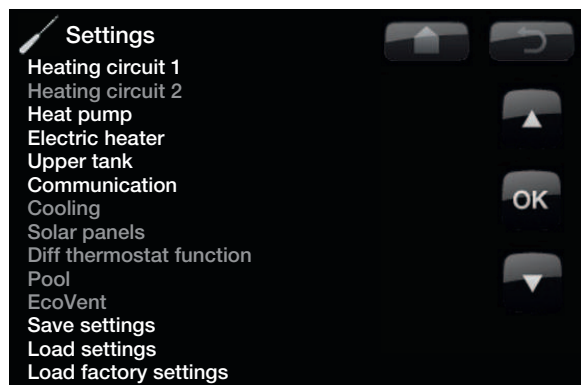 Settings
Heating circuit 1
Heating circuit 2
Heat pump
Electric heater
Upper tank
Communication
Cooling
Solar panels
Diff thermostat function
Pool
EcoVent
Save settings
Load settings
Load factory settings
OK